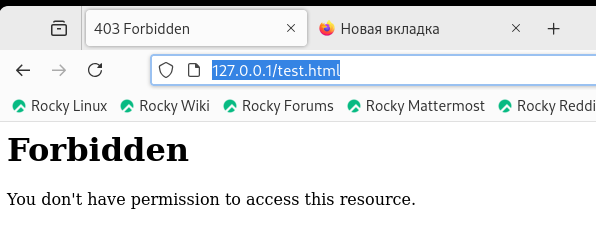 403 Forbidden
Новая вкладка
127.0.0.1/test.html
Rocky Linux
Rocky Wiki
Rocky Forums
Rocky Mattermost
Rocky Reddi
Forbidden
You don't have permission to access this resource.